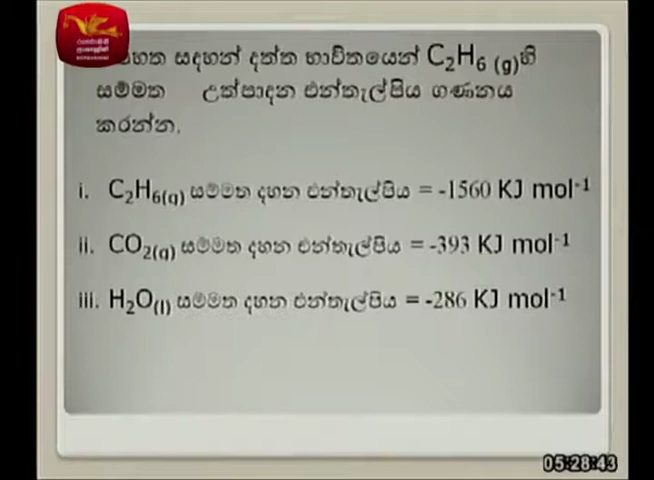 සහත සදහන් දත්ත භාවිතයෙන් C₂H₆ (g)හි
සම්මත උත්පාදන එන්තැල්පිය ගණනය
කරන්න.
i. C₂H₆(g) සම්මත දහන එන්තැල්පිය = -1560 KJ mol⁻¹
ii. CO₂(g) සම්මත දහන එන්තැල්පිය = -393 KJ mol⁻¹
iii. H₂O(l) සම්මත දහන එන්තැල්පිය = -286 KJ mol⁻¹
05:28:43